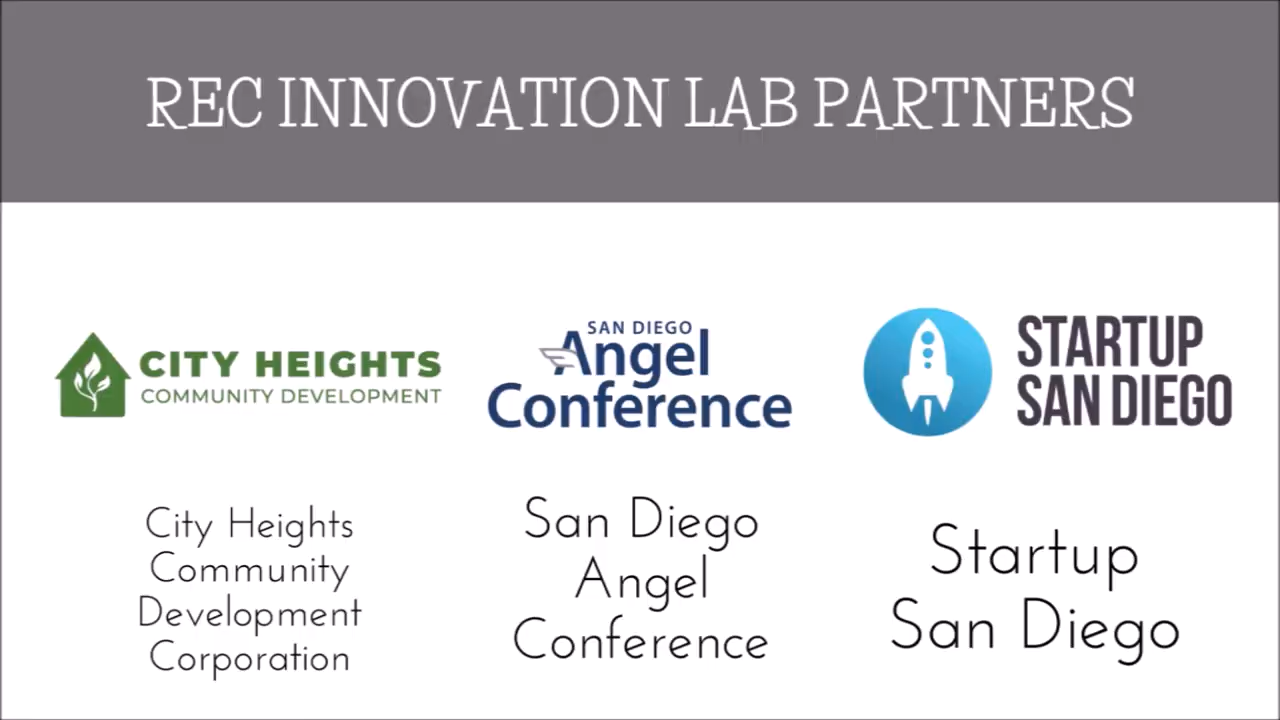 REC INNOVATION LAB PARTNERS
CITY HEIGHTS
COMMUNITY DEVELOPMENT
SAN DIEGO
Angel
Conference
STARTUP
SAN DIEGO
City Heights
Community
Development
Corporation
San Diego
Angel
Conference
Startup
San Diego